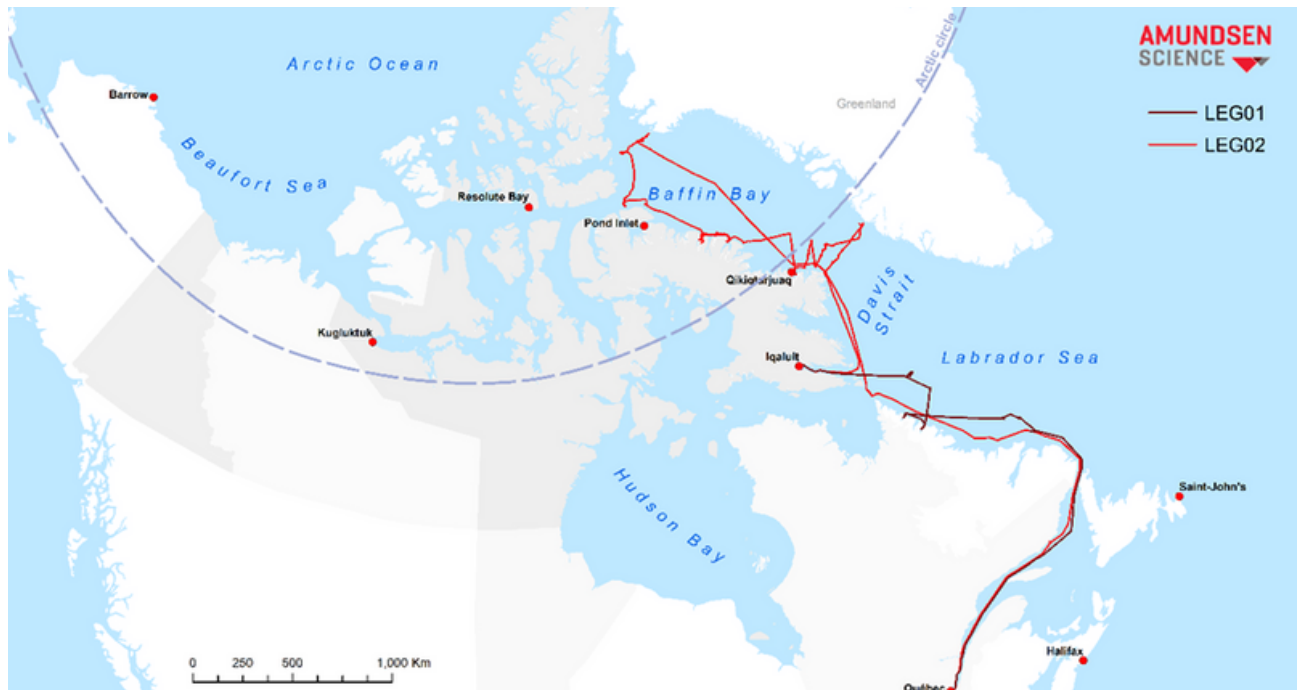 AMUNDSEN
SCIENCE
LEG01
LEG02
Arctic Ocean
Arctic circle
Greenland
Barrow
Beaufort Sea
Resolute Bay
Baffin Bay
Pond Inlet
Qikiqtarjuaq
Davis
Strait
Kugluktuk
Iqaluit
Labrador Sea
Hudson Bay
Saint-John's
Halifax
Québec
0 250 500 1,000 Km